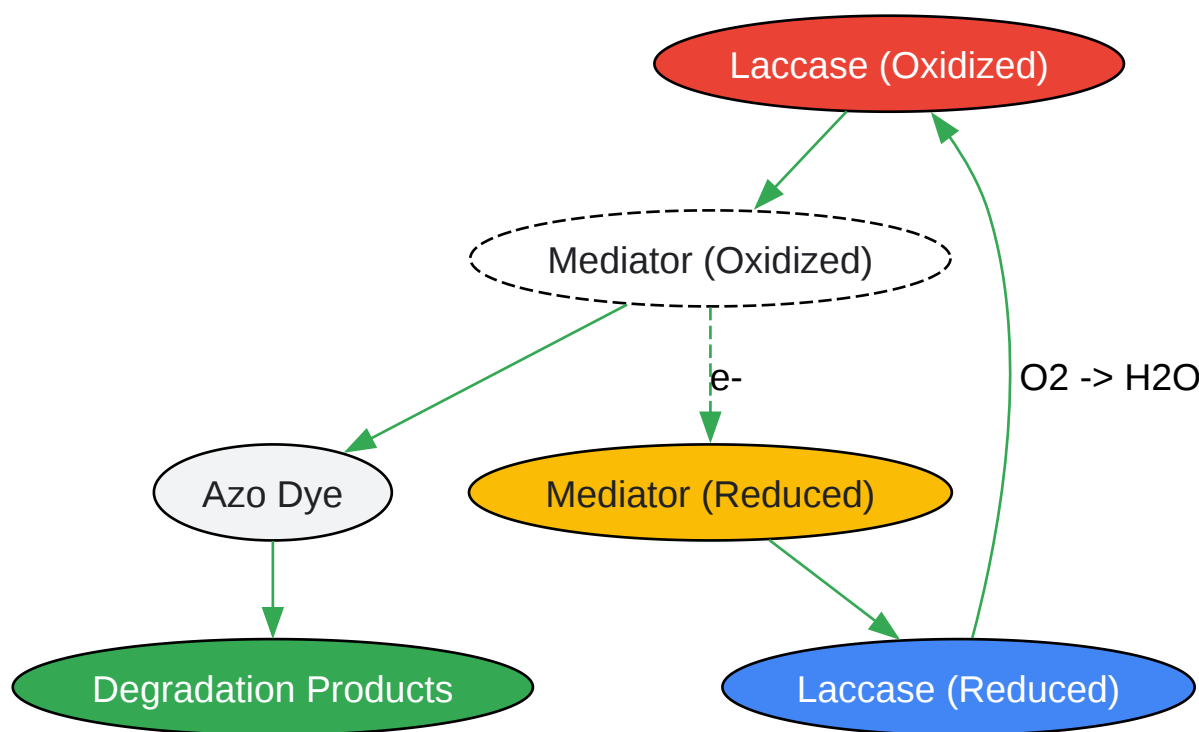 Laccase (Oxidized)
Mediator (Oxidized)
e-
O2 -> H2O
Azo Dye
Mediator (Reduced)
Degradation Products
Laccase (Reduced)